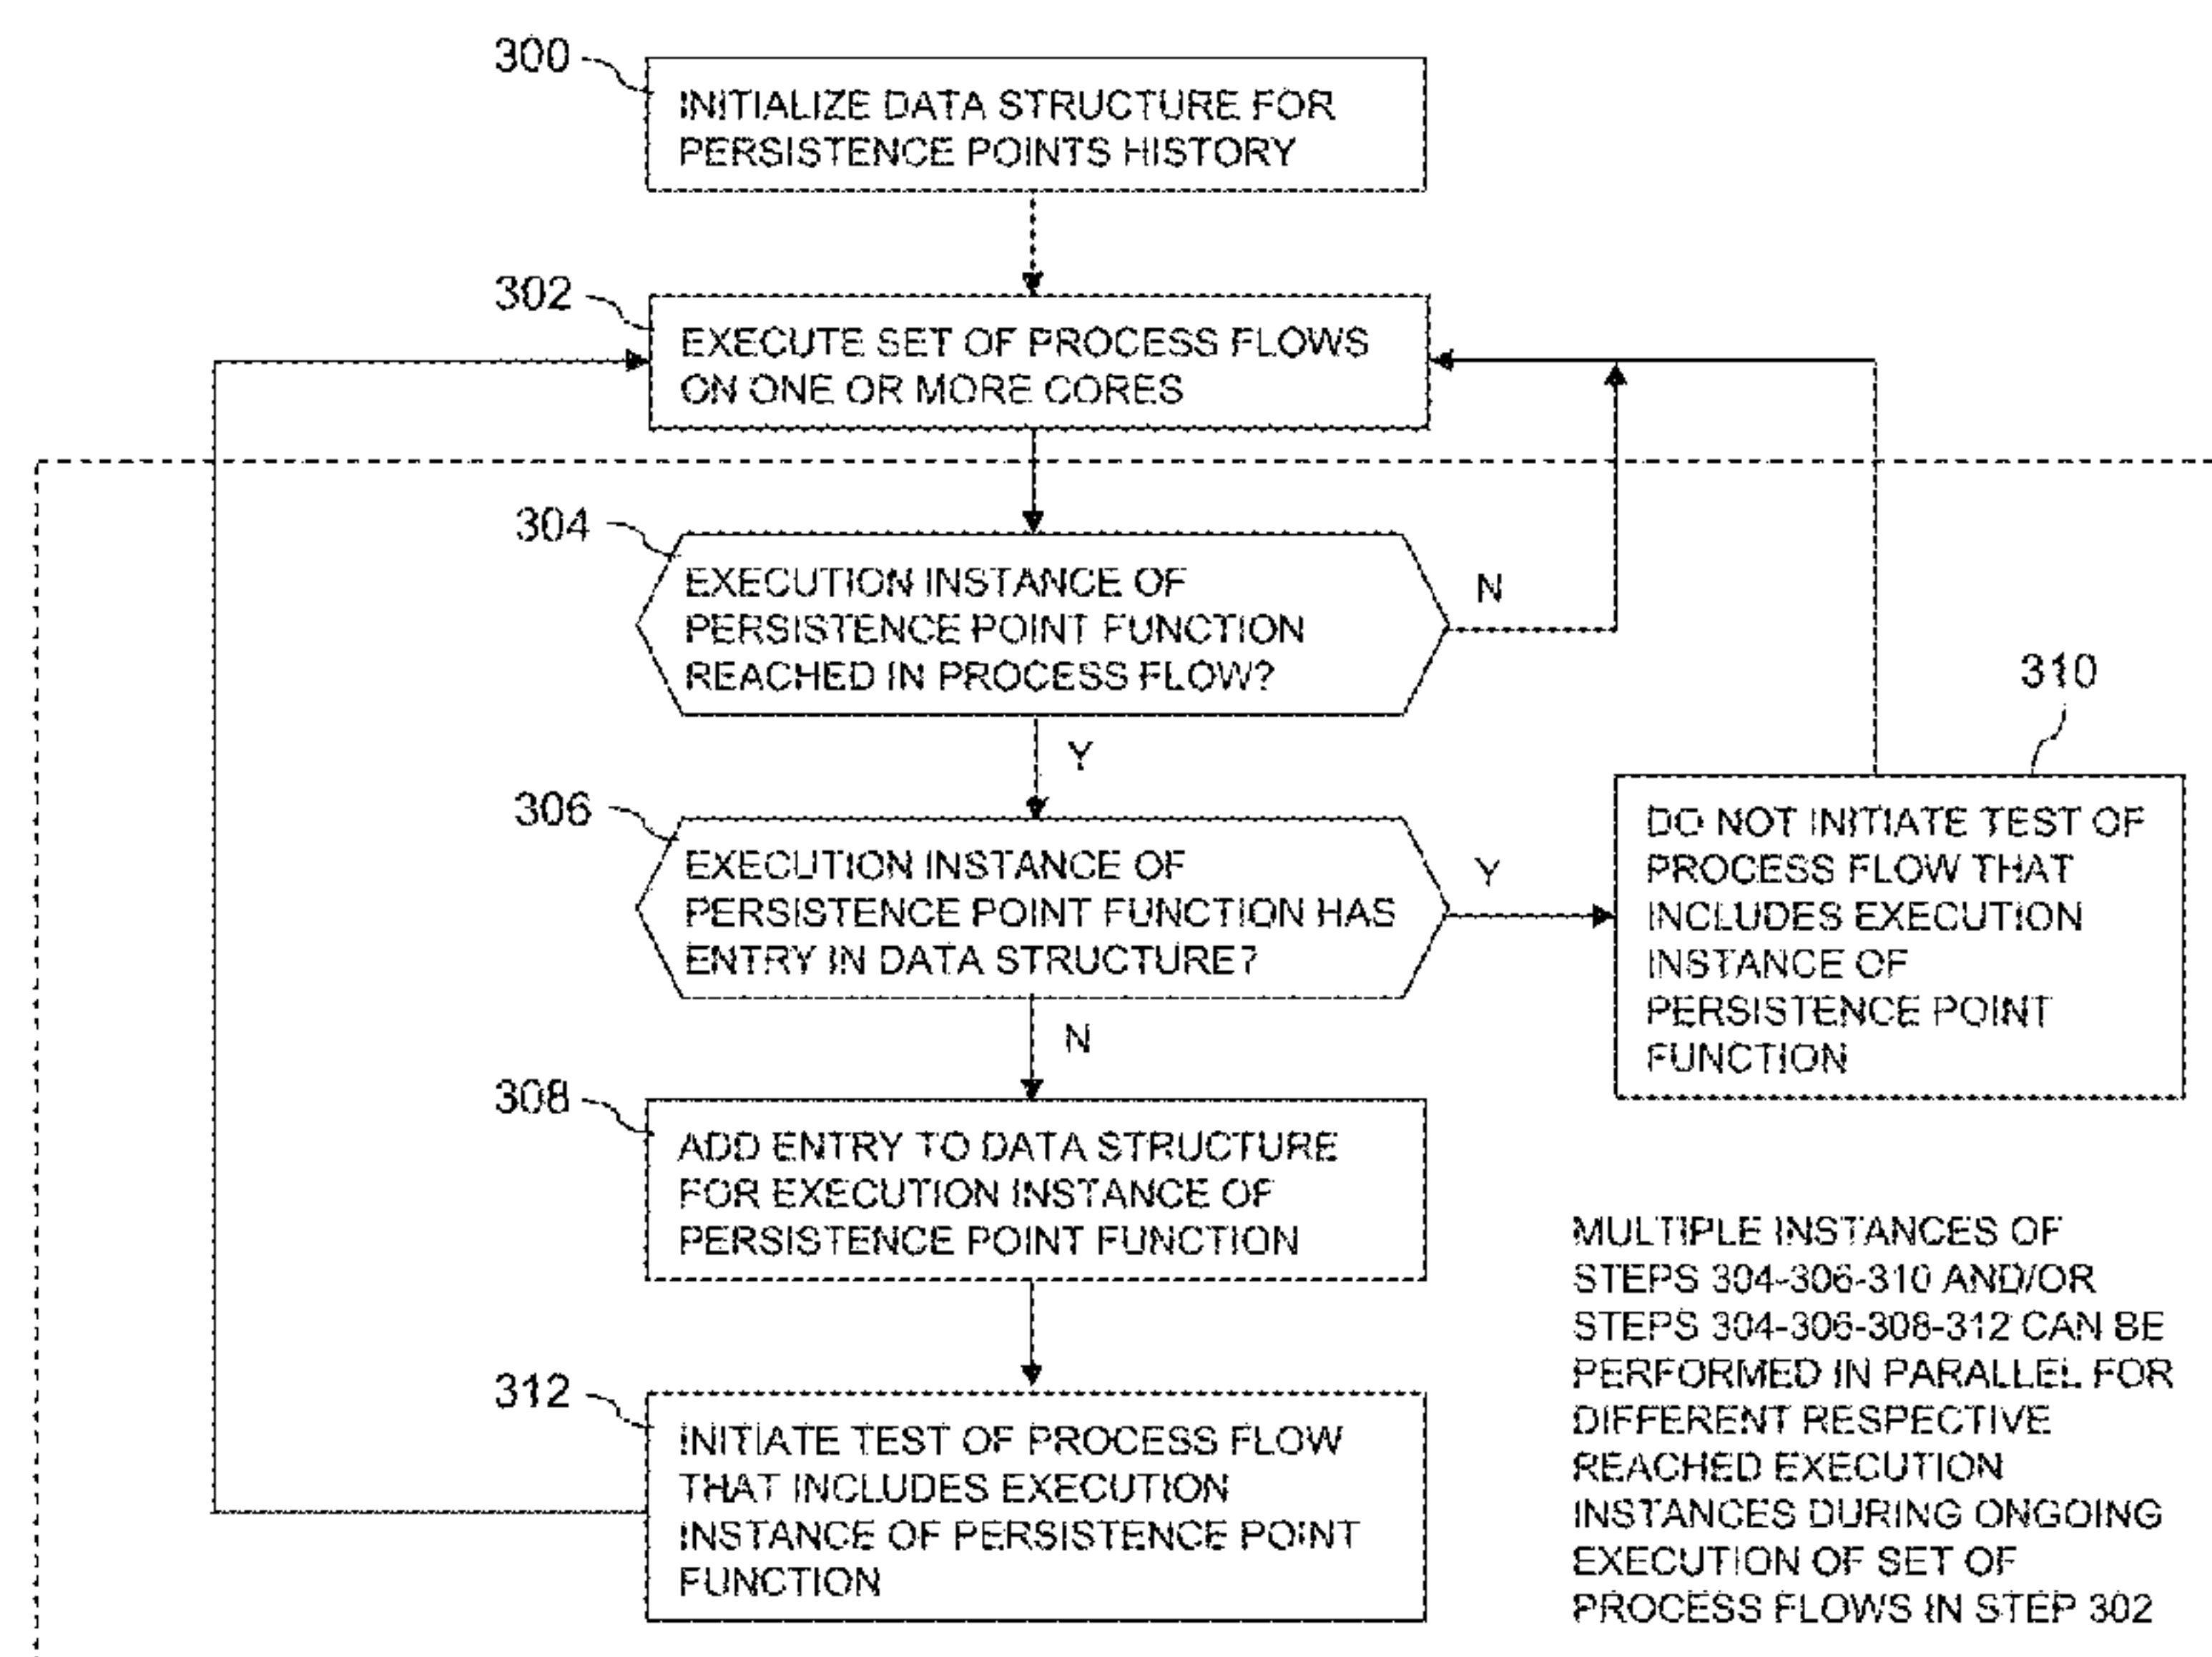 300
INITIALIZE DATA STRUCTURE FOR
PERSISTENCE POINTS HISTORY
302
EXECUTE SET OF PROCESS FLOWS
ON ONE OR MORE CORES
304
EXECUTION INSTANCE OF
PERSISTENCE POINT FUNCTION
REACHED IN PROCESS FLOW?
N
Y
306
EXECUTION INSTANCE OF
PERSISTENCE POINT FUNCTION HAS
ENTRY IN DATA STRUCTURE?
Y
N
310
DO NOT INITIATE TEST OF
PROCESS FLOW THAT
INCLUDES EXECUTION
INSTANCE OF
PERSISTENCE POINT
FUNCTION
308
ADD ENTRY TO DATA STRUCTURE
FOR EXECUTION INSTANCE OF
PERSISTENCE POINT FUNCTION
312
INITIATE TEST OF PROCESS FLOW
THAT INCLUDES EXECUTION
INSTANCE OF PERSISTENCE POINT
FUNCTION
MULTIPLE INSTANCES OF
STEPS 304-306-310 AND/OR
STEPS 304-306-308-312 CAN BE
PERFORMED IN PARALLEL FOR
DIFFERENT RESPECTIVE
REACHED EXECUTION
INSTANCES DURING ONGOING
EXECUTION OF SET OF
PROCESS FLOWS IN STEP 302